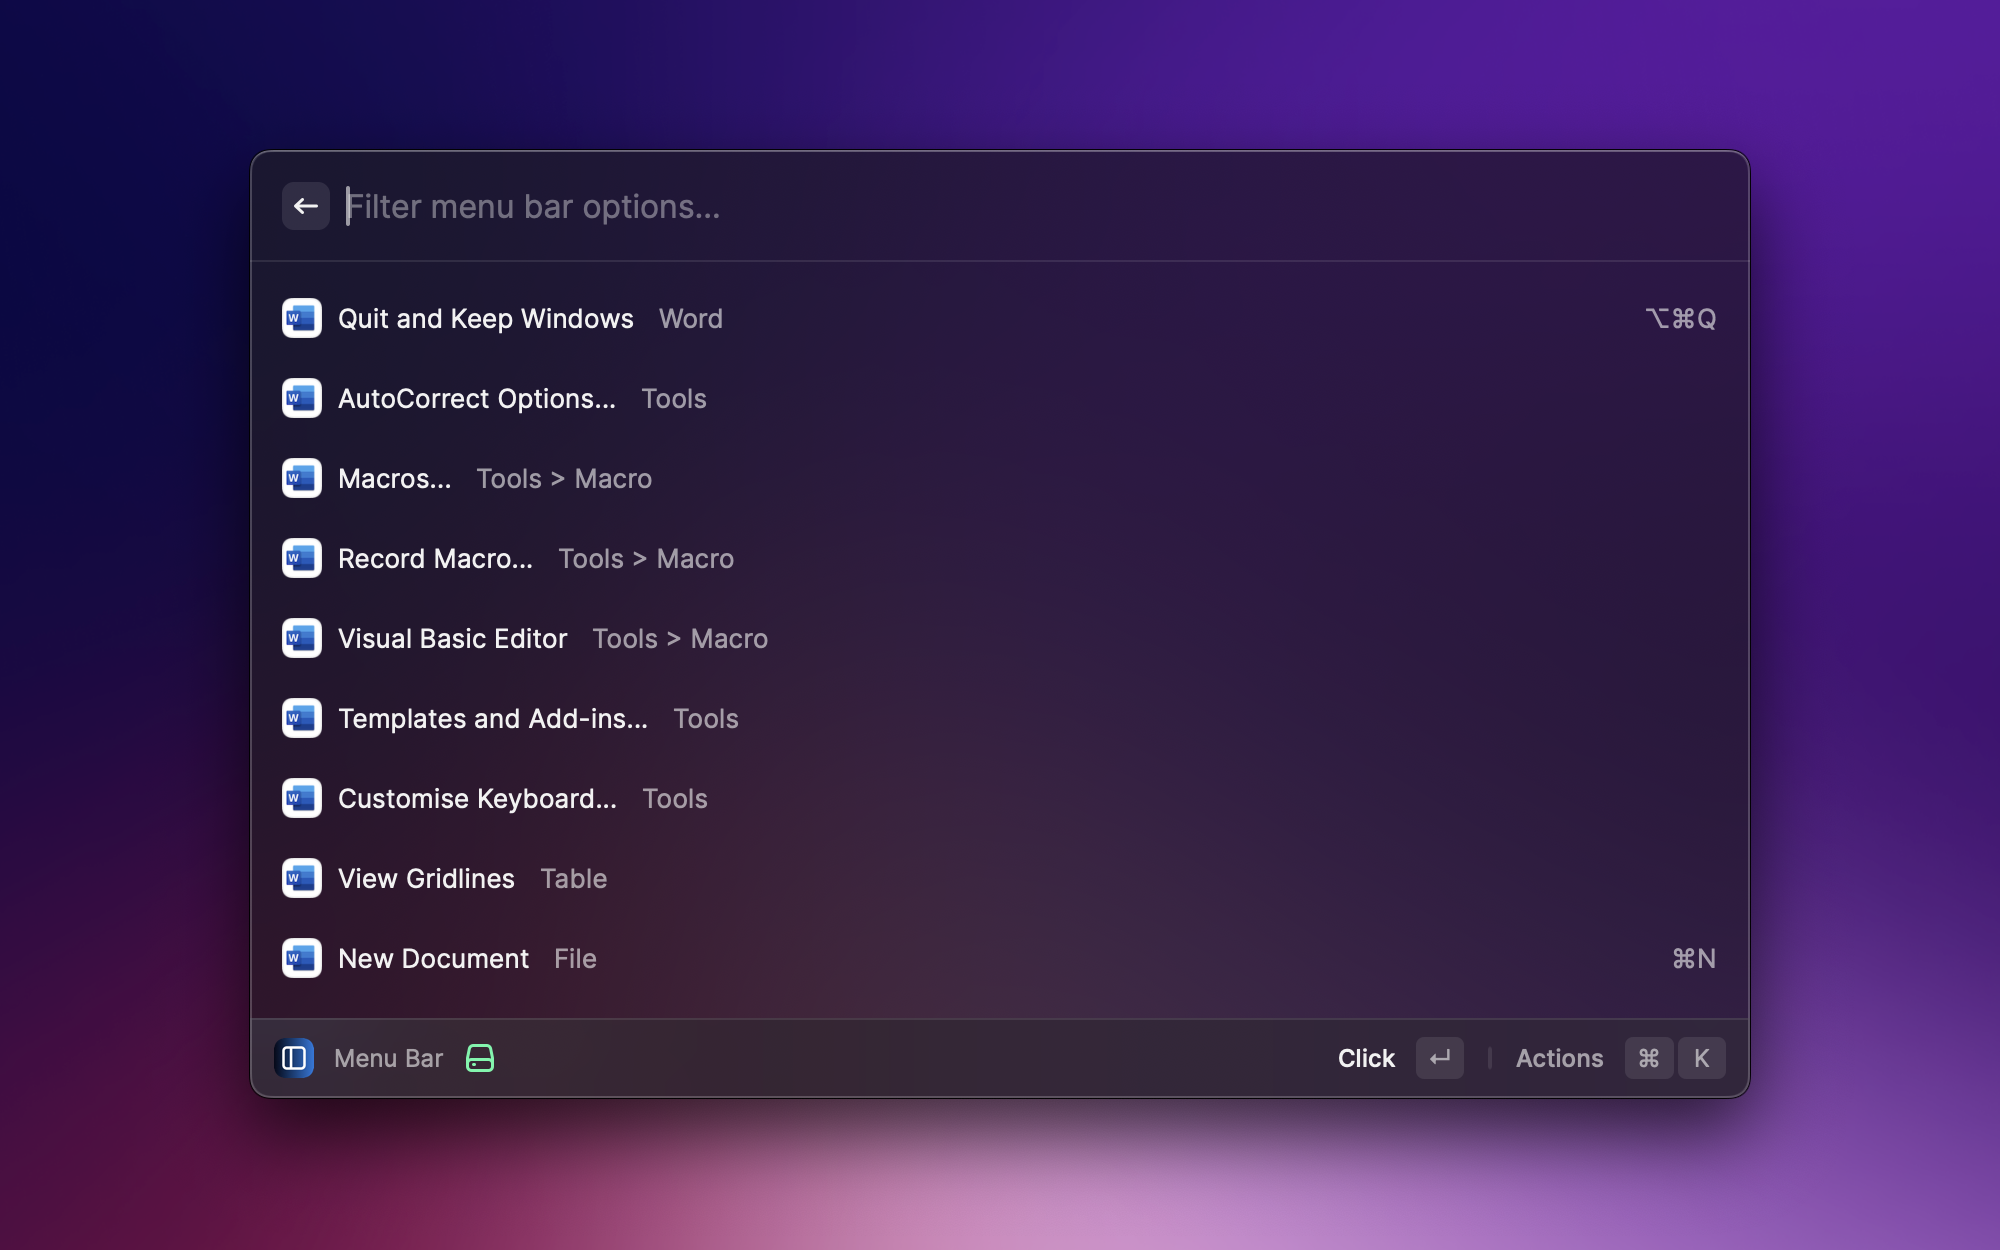 Filter menu bar options...
Quit and Keep Windows Word ⌥⌘Q
AutoCorrect Options... Tools
Macros... Tools > Macro
Record Macro... Tools > Macro
Visual Basic Editor Tools > Macro
Templates and Add-ins... Tools
Customise Keyboard... Tools
View Gridlines Table
New Document File ⌘N
Menu Bar Click ↵ Actions ⌘ K